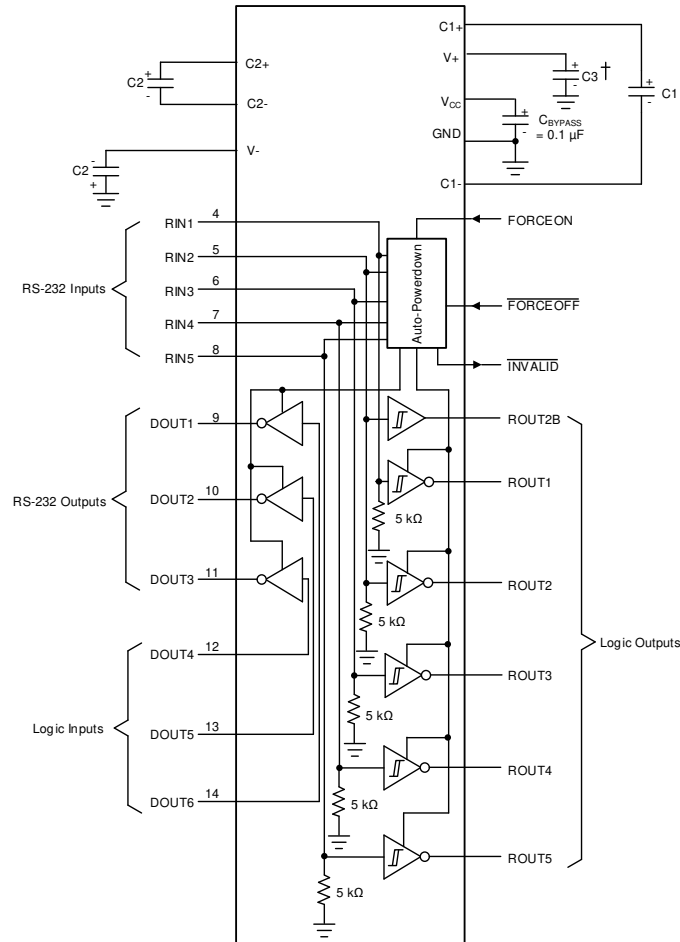 C1+
V+
C3 †
C1
C2+
C2
C2-
VCC
CBYPASS
= 0.1 µF
GND
V-
C2
C1-
RS-232 Inputs
RIN1 4
RIN2 5
RIN3 6
RIN4 7
RIN5 8
Auto-Powerdown
FORCEON
FORCEOFF
INVALID
RS-232 Outputs
DOUT1 9
DOUT2 10
DOUT3 11
Logic Inputs
DOUT4 12
DOUT5 13
DOUT6 14
ROUT2B
ROUT1
5 kΩ
ROUT2
5 kΩ
Logic Outputs
ROUT3
5 kΩ
ROUT4
5 kΩ
ROUT5
5 kΩ
+
-
+
-
+
-
+
-
-
+